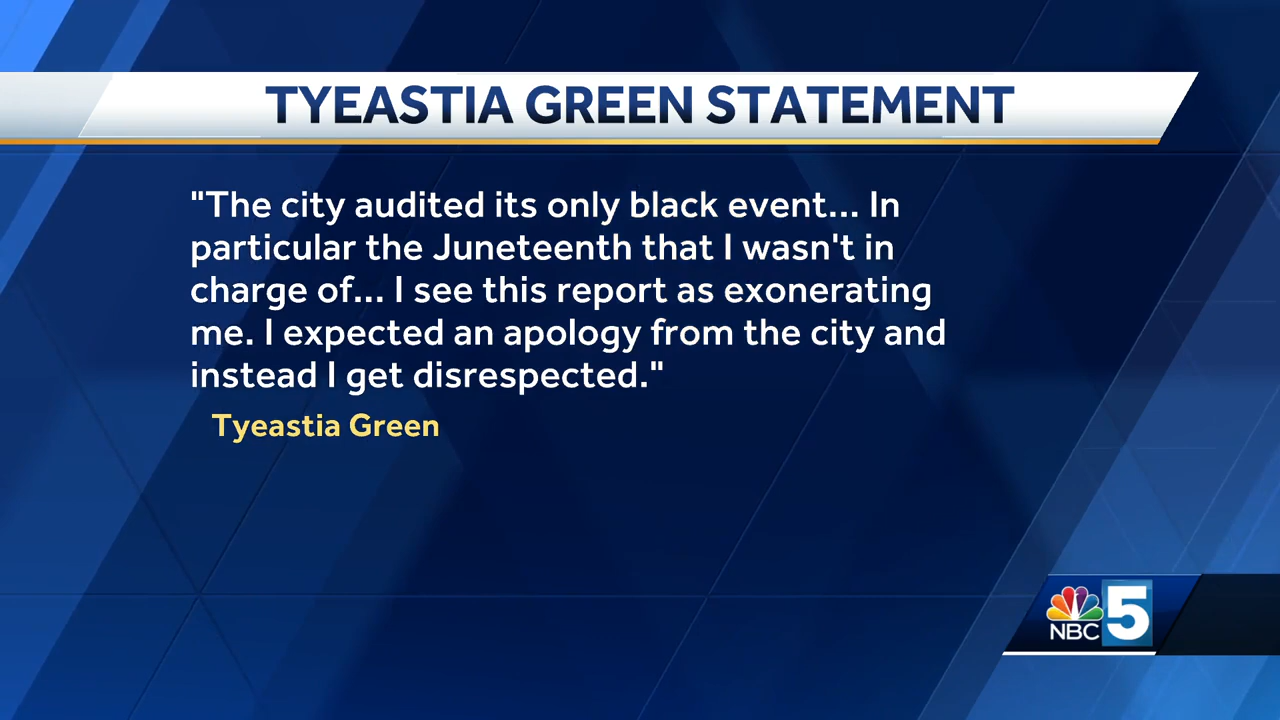 TYEASTIA GREEN STATEMENT
"The city audited its only black event... In
particular the Juneteenth that I wasn't in
charge of... I see this report as exonerating
me. I expected an apology from the city and
instead I get disrespected."
Tyeastia Green
NBC 5